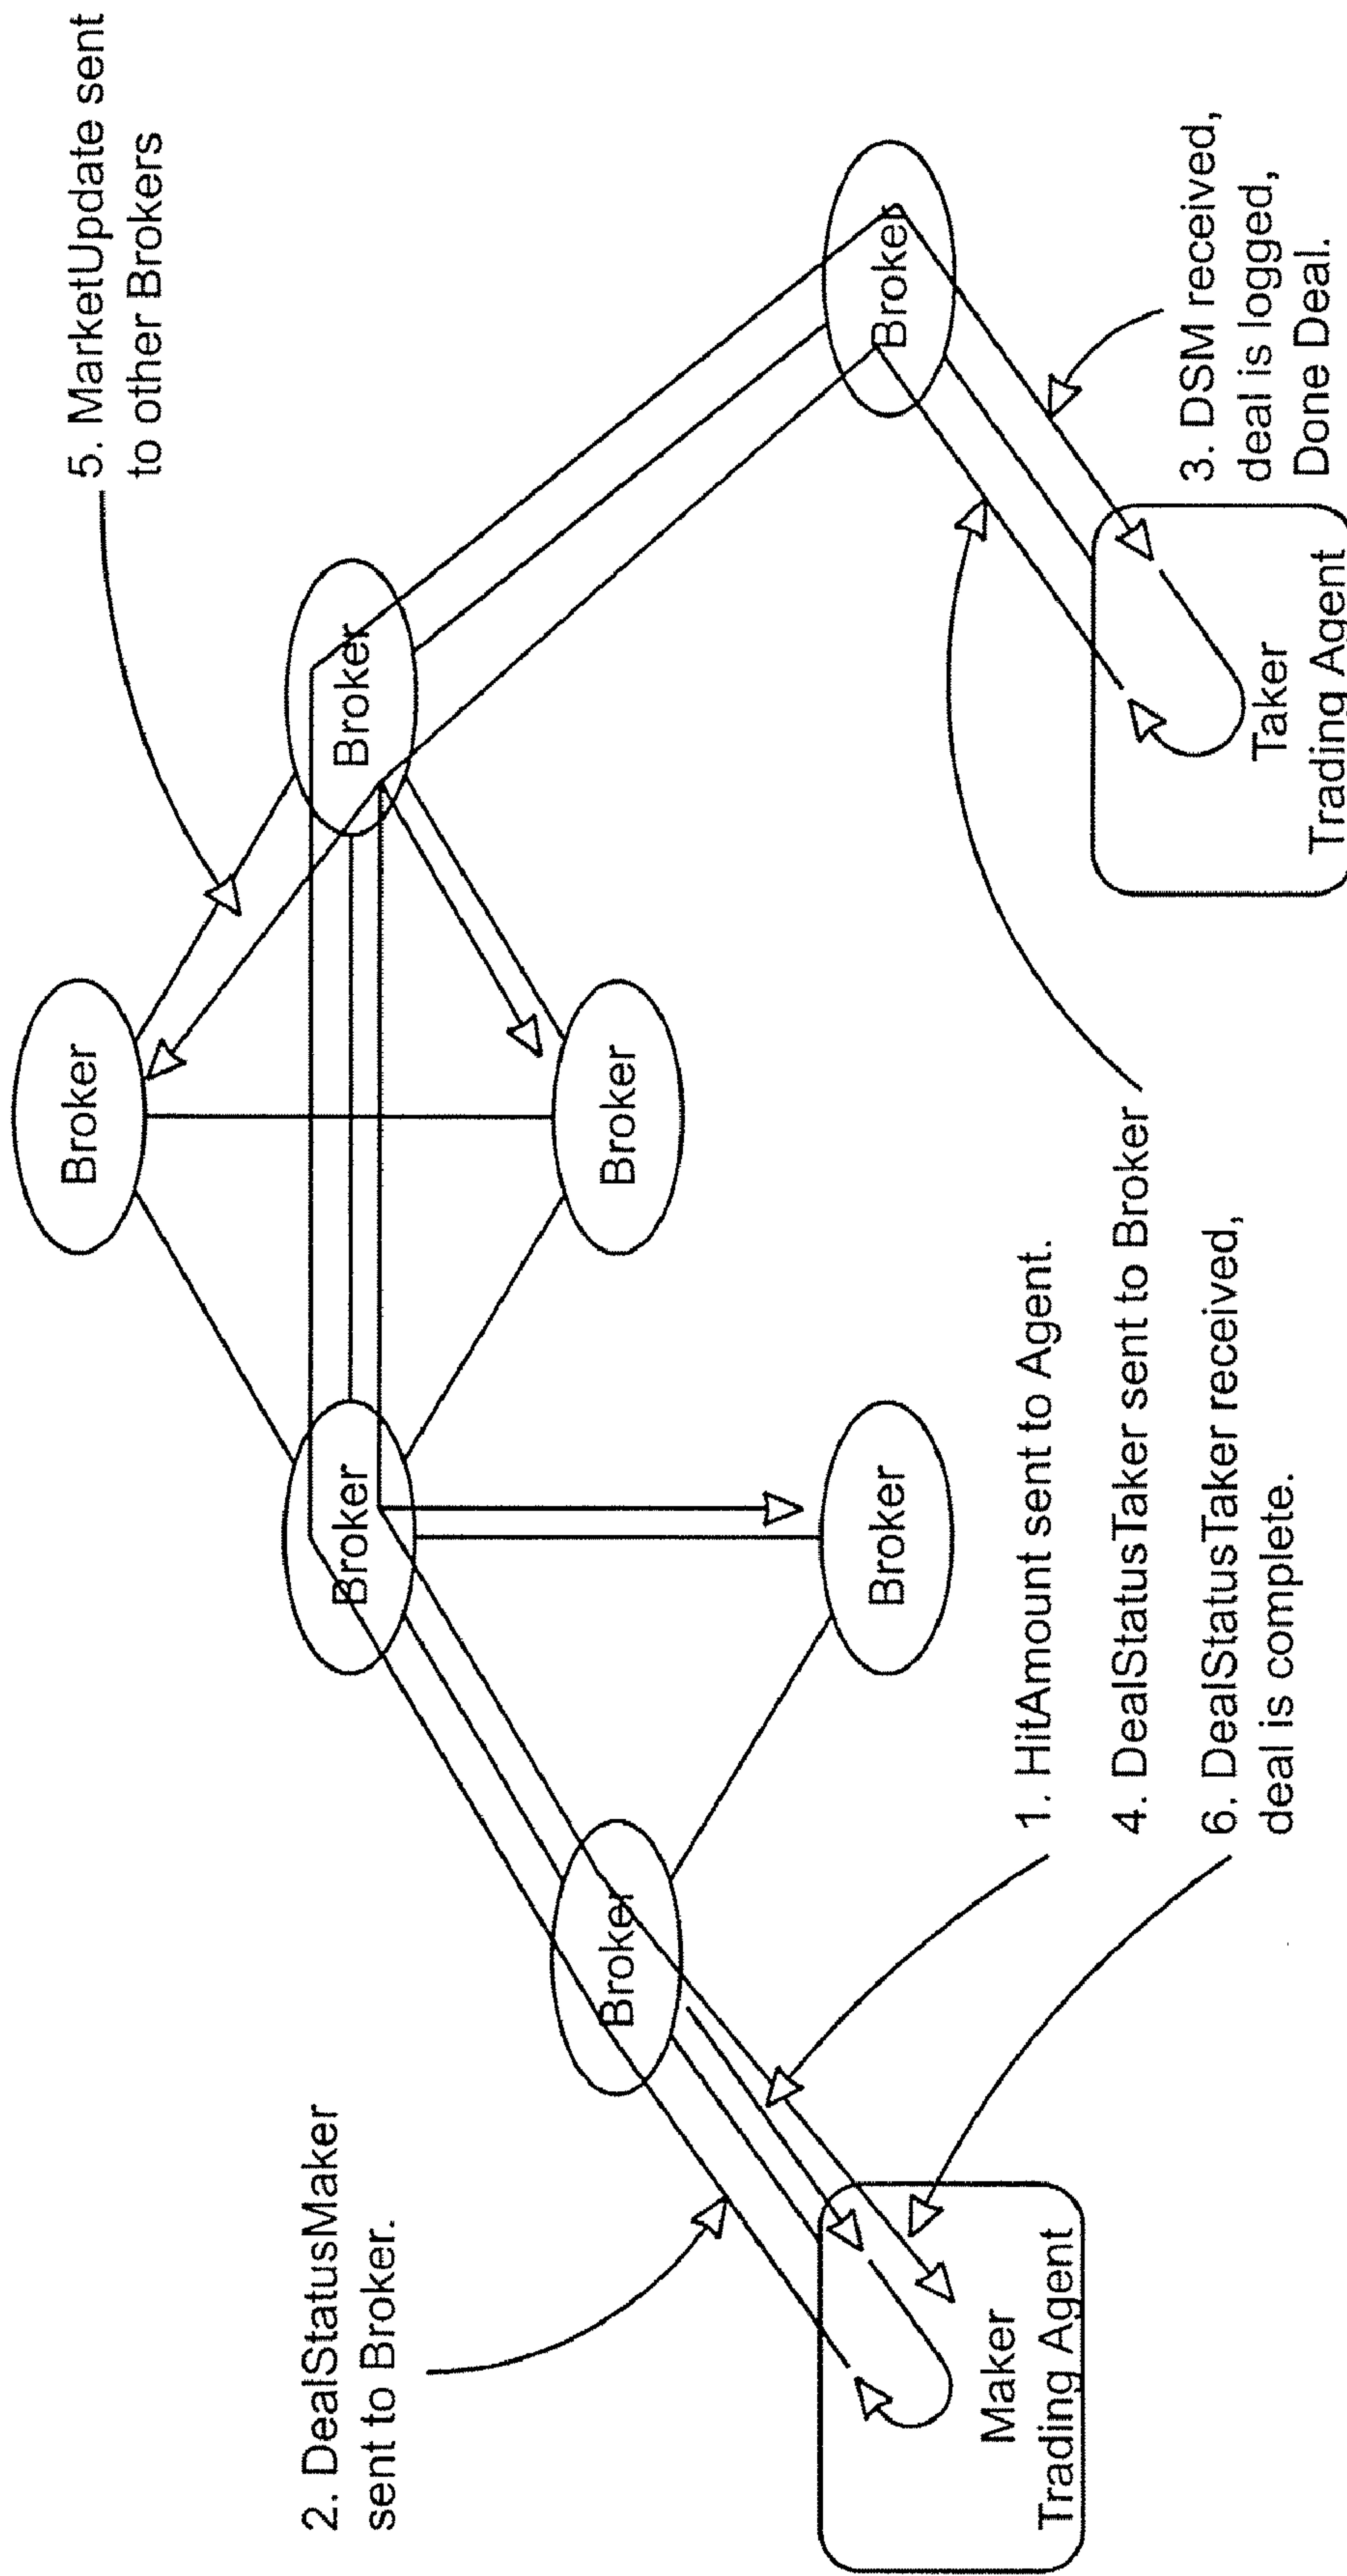 5. MarketUpdate sent
to other Brokers
2. DealStatusMaker
sent to Broker.
Broker
Broker
Broker
Broker
Broker
Broker
Broker
Maker
Trading Agent
Taker
Trading Agent
1. HitAmount sent to Agent.
4. DealStatusTaker sent to Broker
6. DealStatusTaker received,
deal is complete.
3. DSM received,
deal is logged,
Done Deal.